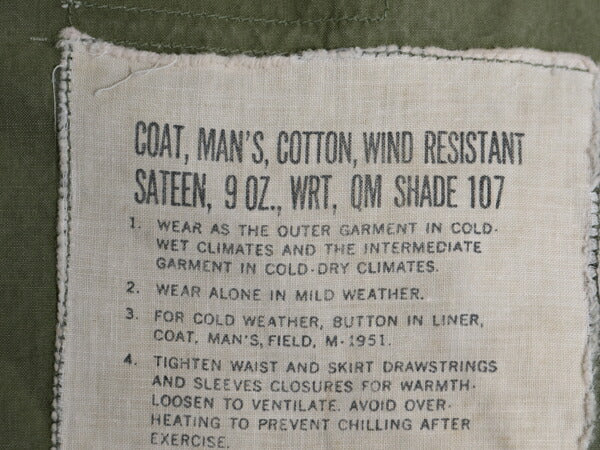 COAT, MAN'S, COTTON, WIND RESISTANT
SATEEN, 9 OZ., WRT, QM SHADE 107
1. WEAR AS THE OUTER GARMENT IN COLD-
WET CLIMATES AND THE INTERMEDIATE
GARMENT IN COLD-DRY CLIMATES.
2. WEAR ALONE IN MILD WEATHER.
3. FOR COLD WEATHER, BUTTON IN LINER,
COAT, MAN'S, FIELD, M-1951.
4. TIGHTEN WAIST AND SKIRT DRAWSTRINGS
AND SLEEVES CLOSURES FOR WARMTH-
LOOSEN TO VENTILATE. AVOID OVER-
HEATING TO PREVENT CHILLING AFTER
EXERCISE.